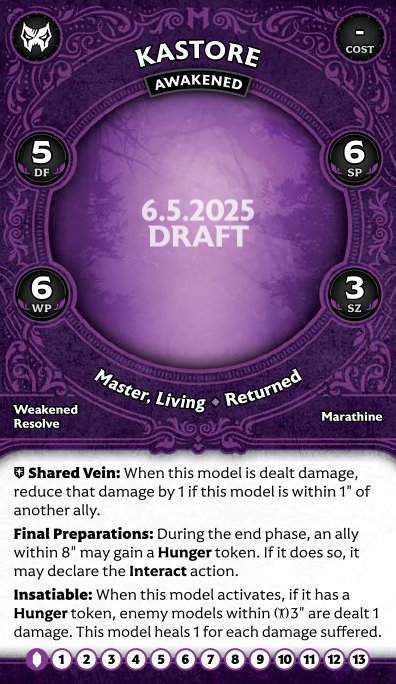 -
COST
KASTORE
AWAKENED
5
DF
6
SP
6.5.2025
DRAFT
6
WP
3
SZ
Master, Living ◆ Returned
Weakened
Resolve
Marathine
Shared Vein: When this model is dealt damage,
reduce that damage by 1 if this model is within 1" of
another ally.
Final Preparations: During the end phase, an ally
within 8" may gain a Hunger token. If it does so, it
may declare the Interact action.
Insatiable: When this model activates, if it has a
Hunger token, enemy models within 3" are dealt 1
damage. This model heals 1 for each damage suffered.
1 2 3 4 5 6 7 8 9 10 11 12 13